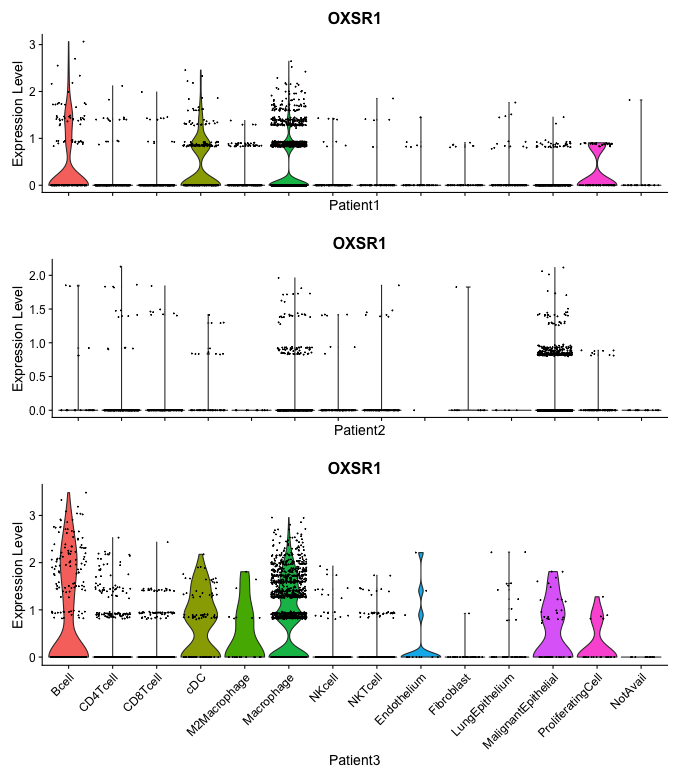 OXSR1
Expression Level
3
2
1
0
Patient1
OXSR1
Expression Level
2.0
1.5
1.0
0.5
0.0
Patient2
OXSR1
Expression Level
3
2
1
0
Bcell
CD4Tcell
CD8Tcell
cDC
M2Macrophage
Macrophage
NKcell
NKTcell
Endothelium
Fibroblast
LungEpithelium
MalignantEpithelial
ProliferatingCell
NotAvail
Patient3